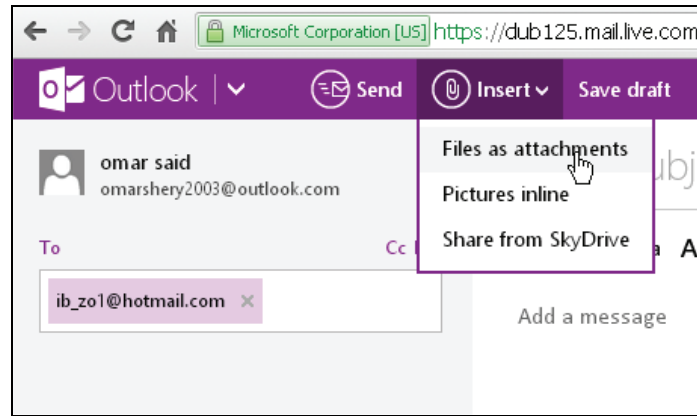 Microsoft Corporation [US] https://dub125.mail.live.com
Outlook Send Insert Save draft
Files as attachments
Pictures inline
Share from SkyDrive
omar said
omarshery2003@outlook.com
To Cc
ib_zo1@hotmail.com ×
Add a message